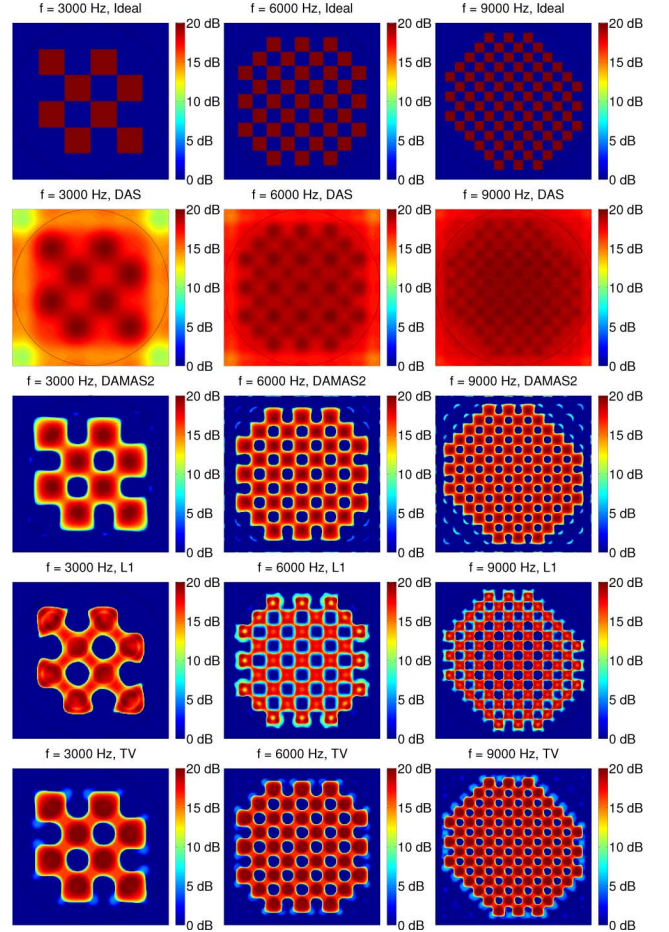 f = 3000 Hz, Ideal
20 dB
15 dB
10 dB
5 dB
0 dB
f = 6000 Hz, Ideal
20 dB
15 dB
10 dB
5 dB
0 dB
f = 9000 Hz, Ideal
20 dB
15 dB
10 dB
5 dB
0 dB
f = 3000 Hz, DAS
20 dB
15 dB
10 dB
5 dB
0 dB
f = 6000 Hz, DAS
20 dB
15 dB
10 dB
5 dB
0 dB
f = 9000 Hz, DAS
20 dB
15 dB
10 dB
5 dB
0 dB
f = 3000 Hz, DAMAS2
20 dB
15 dB
10 dB
5 dB
0 dB
f = 6000 Hz, DAMAS2
20 dB
15 dB
10 dB
5 dB
0 dB
f = 9000 Hz, DAMAS2
20 dB
15 dB
10 dB
5 dB
0 dB
f = 3000 Hz, L1
20 dB
15 dB
10 dB
5 dB
0 dB
f = 6000 Hz, L1
20 dB
15 dB
10 dB
5 dB
0 dB
f = 9000 Hz, L1
20 dB
15 dB
10 dB
5 dB
0 dB
f = 3000 Hz, TV
20 dB
15 dB
10 dB
5 dB
0 dB
f = 6000 Hz, TV
20 dB
15 dB
10 dB
5 dB
0 dB
f = 9000 Hz, TV
20 dB
15 dB
10 dB
5 dB
0 dB